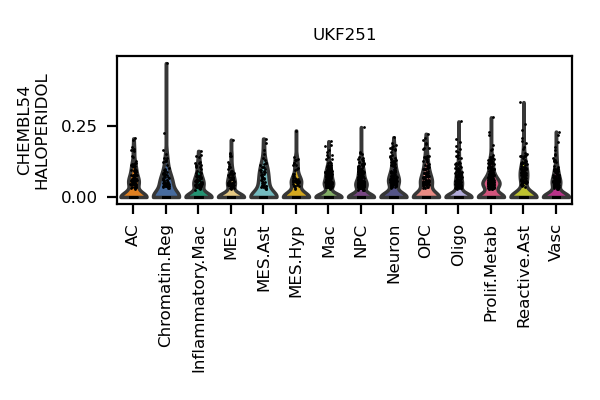 UKF251
CHEMBL54
HALOPERIDOL
0.25
0.00
AC
Chromatin.Reg
Inflammatory.Mac
MES
MES.Ast
MES.Hyp
Mac
NPC
Neuron
OPC
Oligo
Prolif.Metab
Reactive.Ast
Vasc